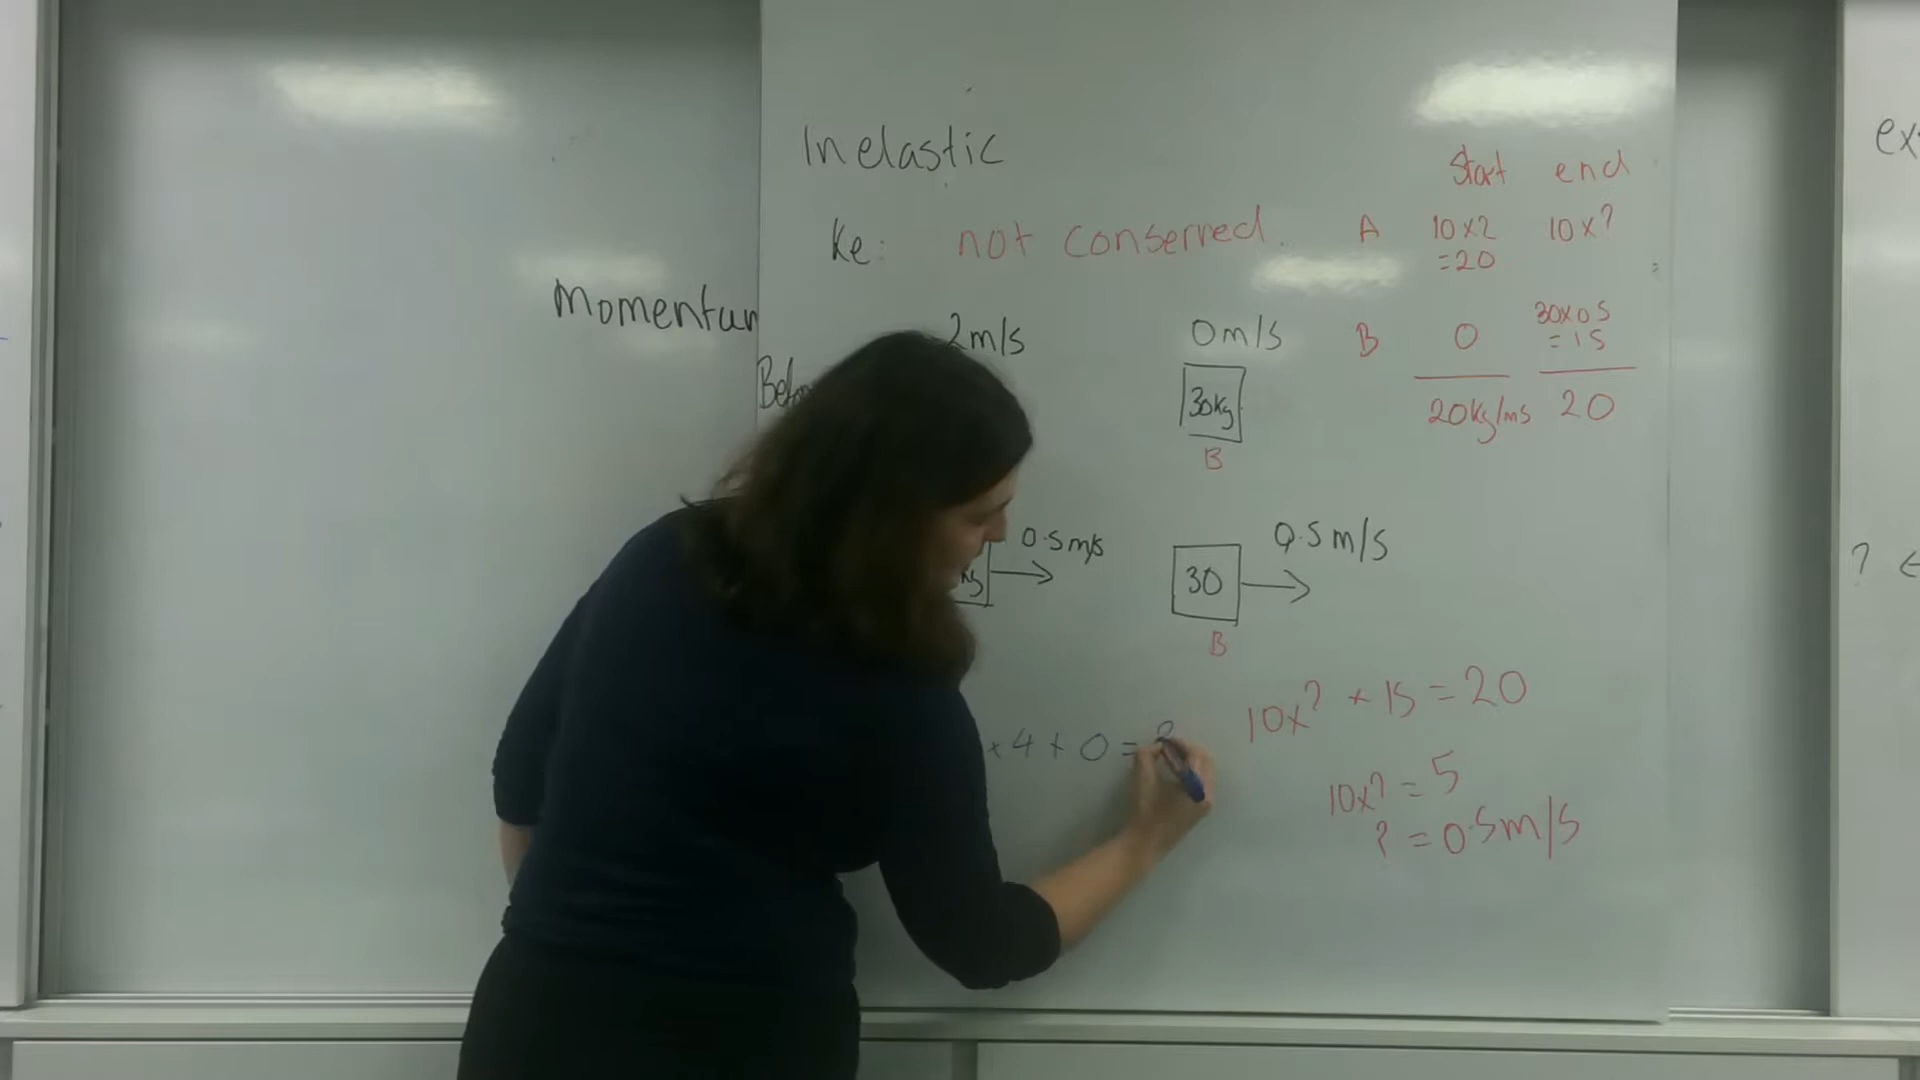 Inelastic
Ke: not conserved.
Start end
A 10x2 10x?
=20
B 0 30x0.5
=15
20kg/ms 20
Momentum
2m/s 0m/s
30kg
B
0.5m/s 0.5m/s
30
B
x 4 + 0 =
10x? + 15 = 20
10x? = 5
? = 0.5m/s
ex
? ←